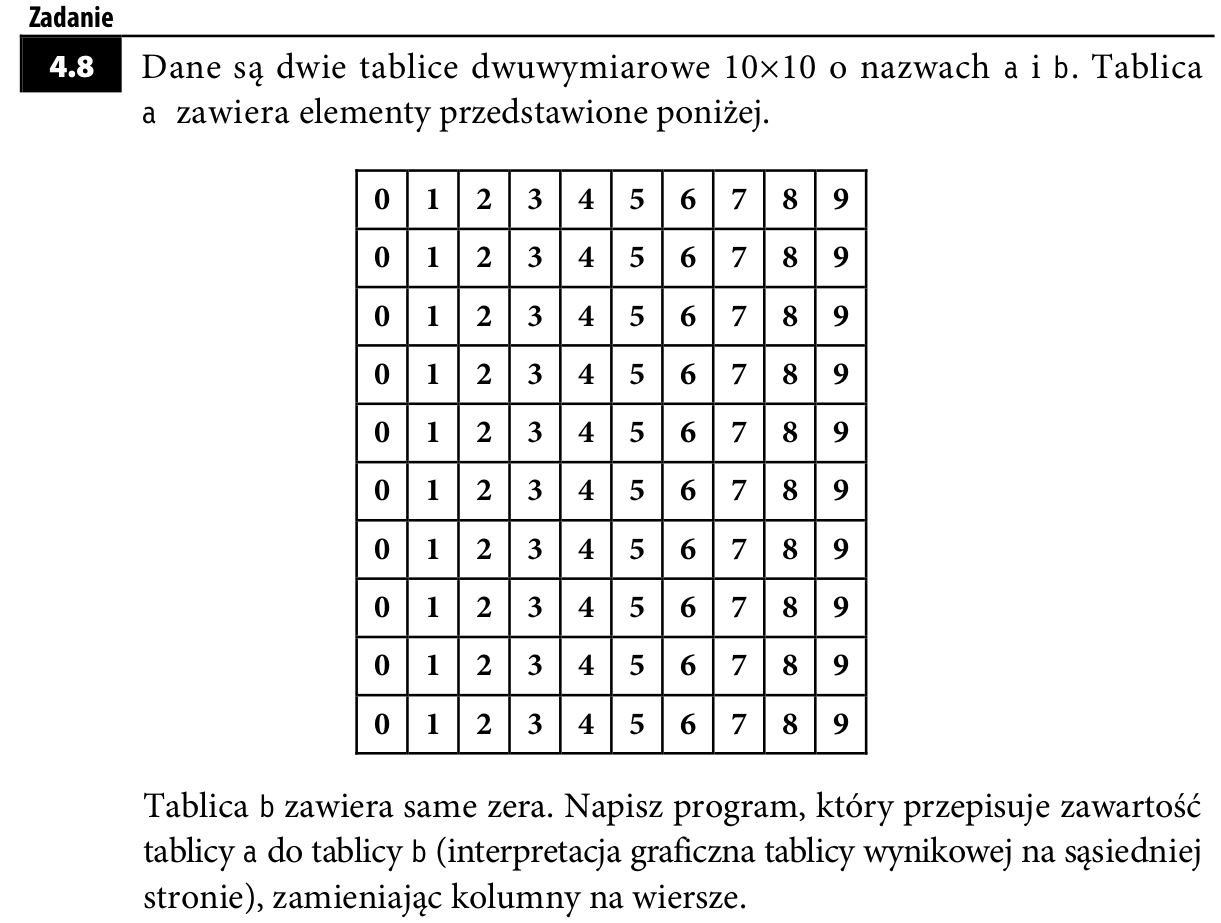 Zadanie
4.8 Dane są dwie tablice dwuwymiarowe 10×10 o nazwach a i b. Tablica
a zawiera elementy przedstawione poniżej.
0 1 2 3 4 5 6 7 8 9
0 1 2 3 4 5 6 7 8 9
0 1 2 3 4 5 6 7 8 9
0 1 2 3 4 5 6 7 8 9
0 1 2 3 4 5 6 7 8 9
0 1 2 3 4 5 6 7 8 9
0 1 2 3 4 5 6 7 8 9
0 1 2 3 4 5 6 7 8 9
0 1 2 3 4 5 6 7 8 9
0 1 2 3 4 5 6 7 8 9
Tablica b zawiera same zera. Napisz program, który przepisuje zawartość
tablicy a do tablicy b (interpretacja graficzna tablicy wynikowej na sąsiedniej
stronie), zamieniając kolumny na wiersze.